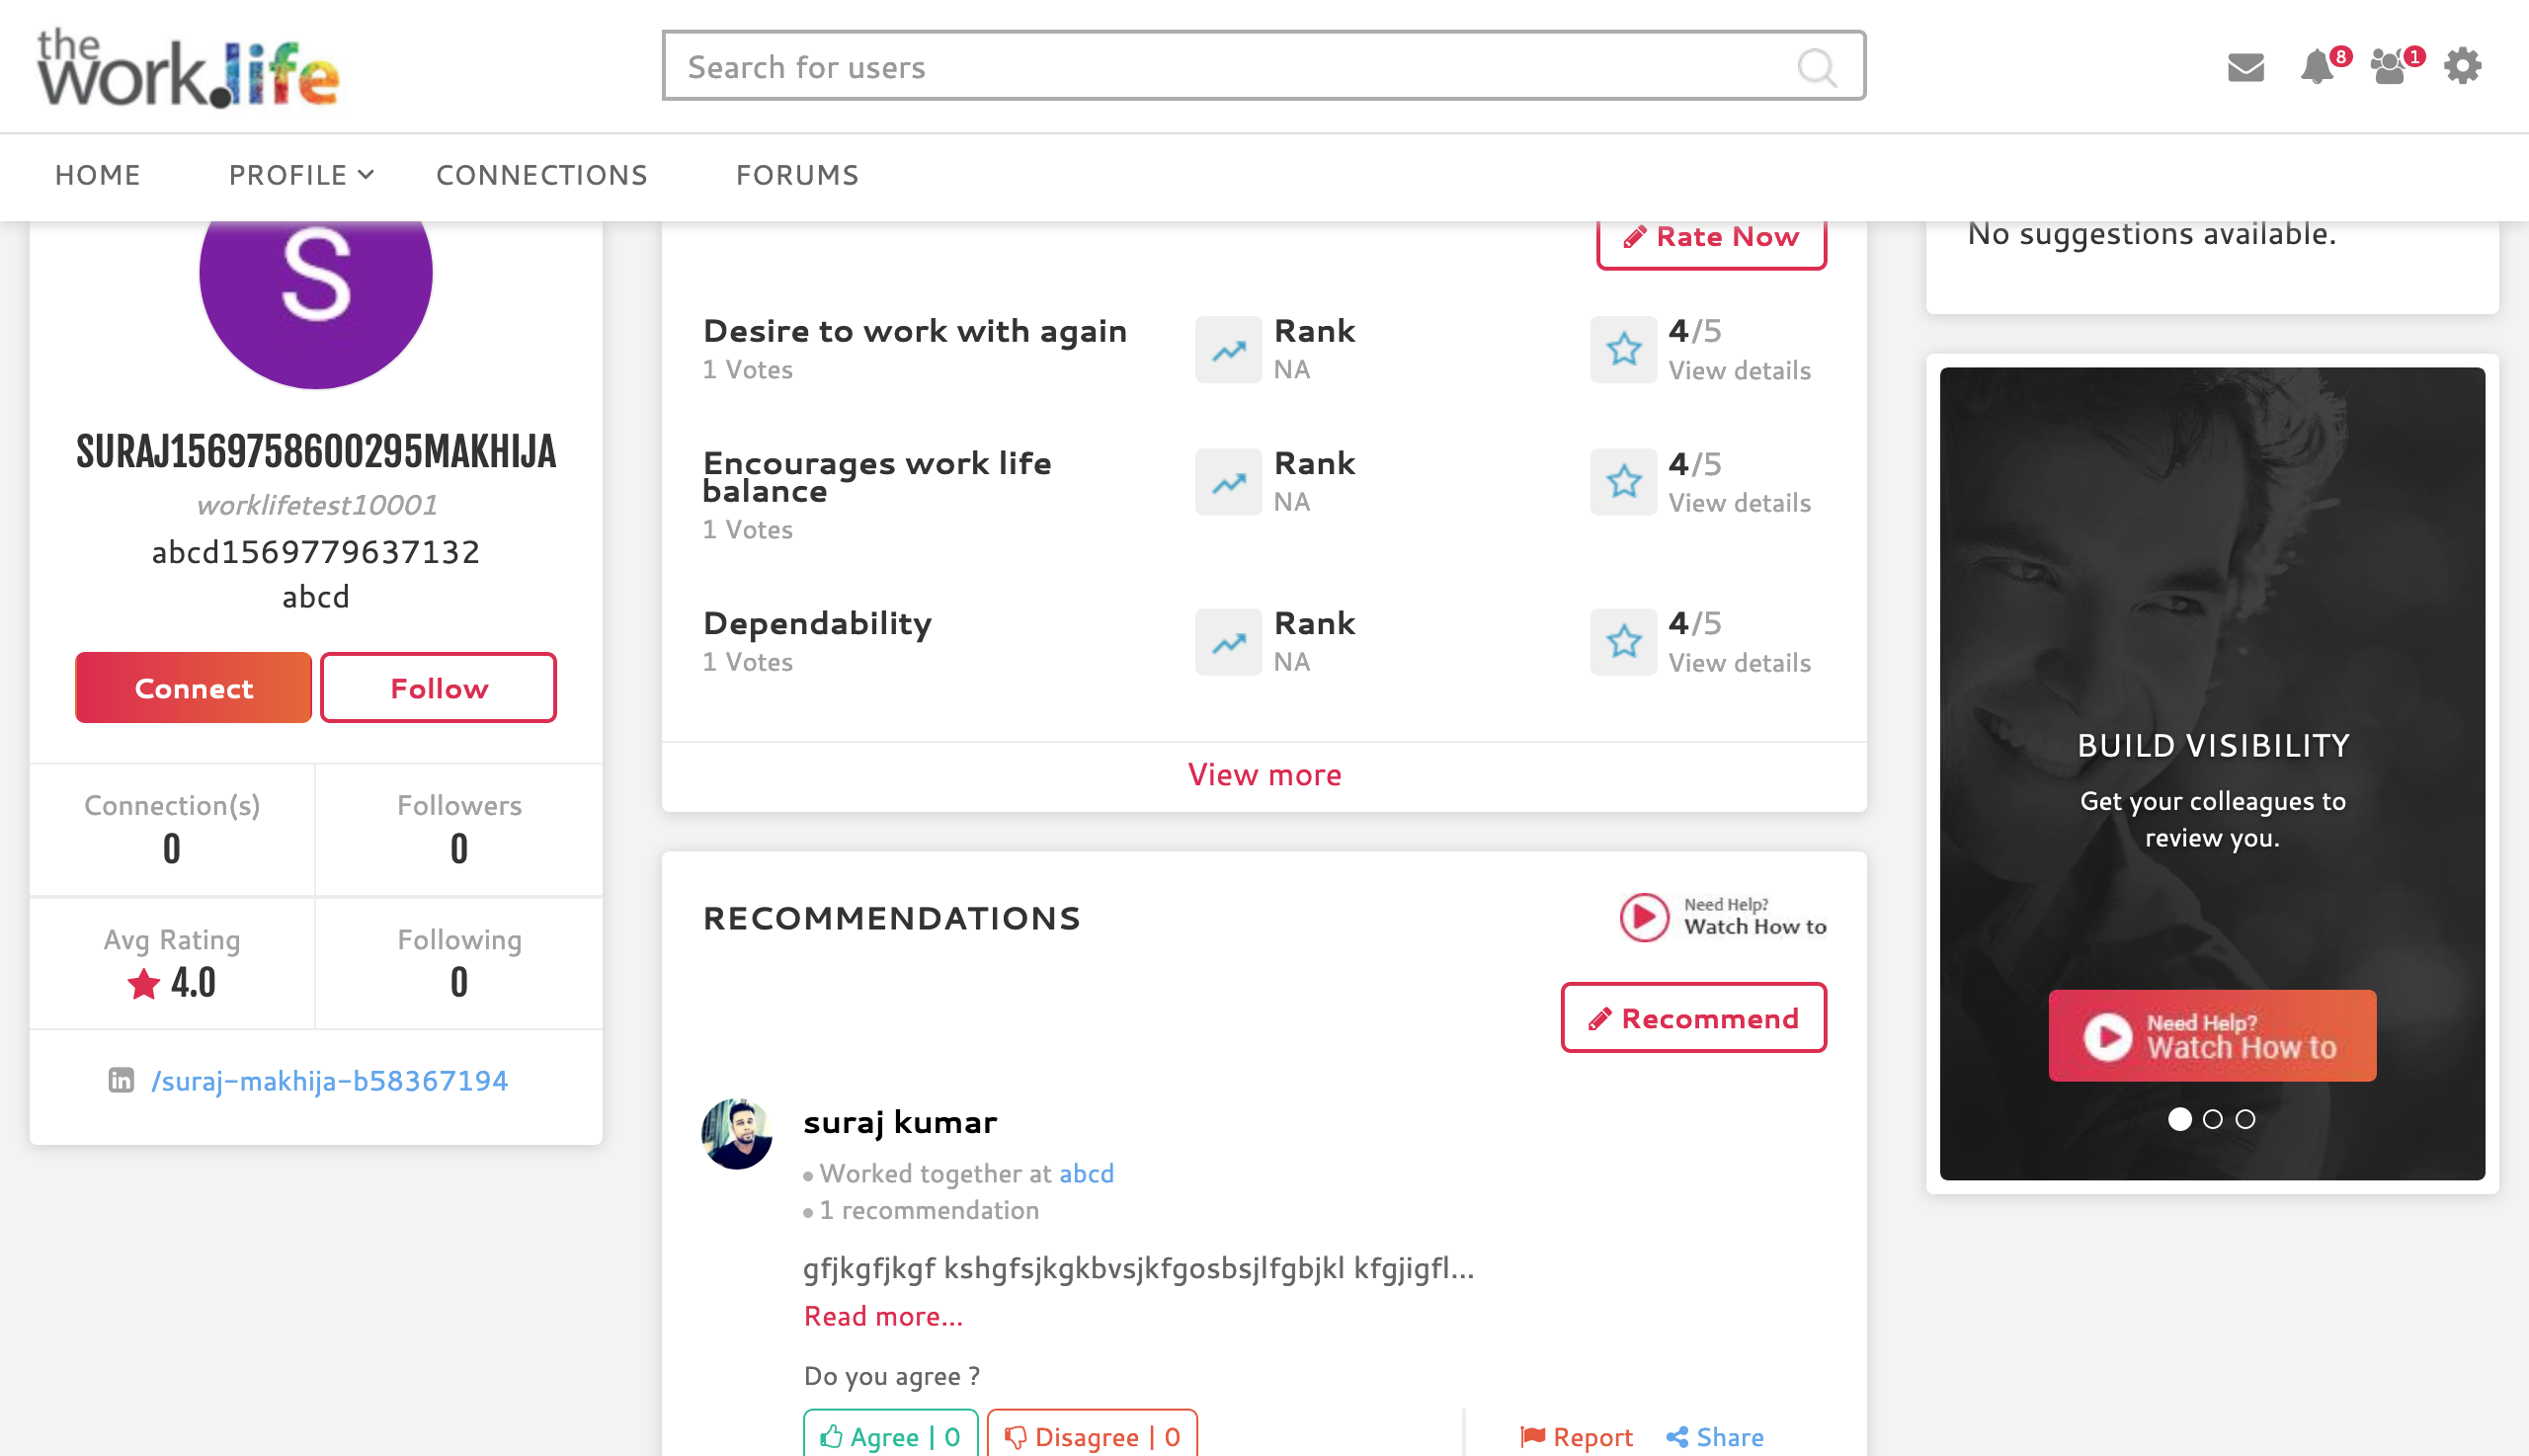 the
work.life
Search for users
8
1
HOME
PROFILE
CONNECTIONS
FORUMS
S
SURAJ1569758600295MAKHIJA
worklifetest10001
abcd1569779637132
abcd
Connect
Follow
Connection(s)
0
Followers
0
Avg Rating
4.0
Following
0
in /suraj-makhija-b58367194
Rate Now
Desire to work with again
1 Votes
Rank
NA
4/5
View details
Encourages work life
balance
1 Votes
Rank
NA
4/5
View details
Dependability
1 Votes
Rank
NA
4/5
View details
View more
RECOMMENDATIONS
Need Help?
Watch How to
Recommend
suraj kumar
Worked together at abcd
1 recommendation
gfjkgfjkgf kshgfsjkgkbvsjkfgosbsjlfgbjkl kfgjigfl...
Read more...
Do you agree ?
Agree | 0
Disagree | 0
Report
Share
No suggestions available.
BUILD VISIBILITY
Get your colleagues to
review you.
Need Help?
Watch How to